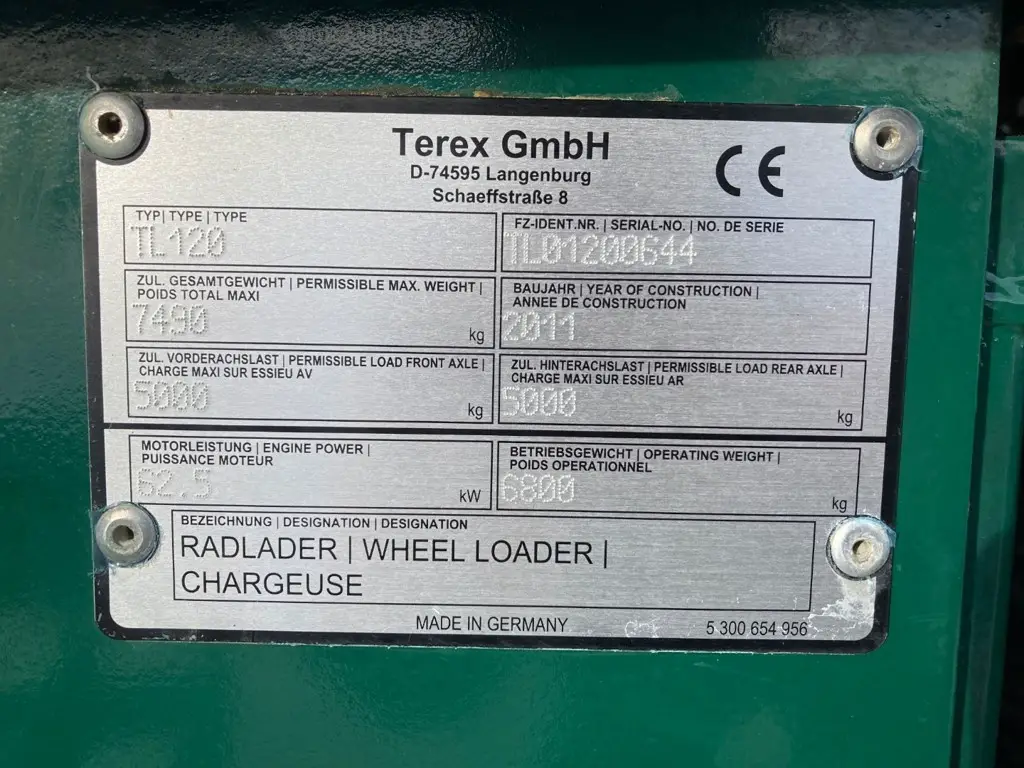 Terex GmbH
D-74595 Langenburg
Schaeffstraße 8
CE
TYP| TYPE | TYPE
TL120
FZ-IDENT.NR. | SERIAL-NO. | NO. DE SERIE
TL01200644
ZUL. GESAMTGEWICHT | PERMISSIBLE MAX. WEIGHT |
POIDS TOTAL MAXI
7490 kg
BAUJAHR | YEAR OF CONSTRUCTION |
ANNEE DE CONSTRUCTION
2011
ZUL. VORDERACHSLAST | PERMISSIBLE LOAD FRONT AXLE |
CHARGE MAXI SUR ESSIEU AV
5000 kg
ZUL. HINTERACHSLAST | PERMISSIBLE LOAD REAR AXLE |
CHARGE MAXI SUR ESSIEU AR
5000 kg
MOTORLEISTUNG | ENGINE POWER |
PUISSANCE MOTEUR
62.5 kW
BETRIEBSGEWICHT | OPERATING WEIGHT |
POIDS OPERATIONNEL
6800 kg
BEZEICHNUNG | DESIGNATION | DESIGNATION
RADLADER | WHEEL LOADER |
CHARGEUSE
MADE IN GERMANY
5 300 654 956